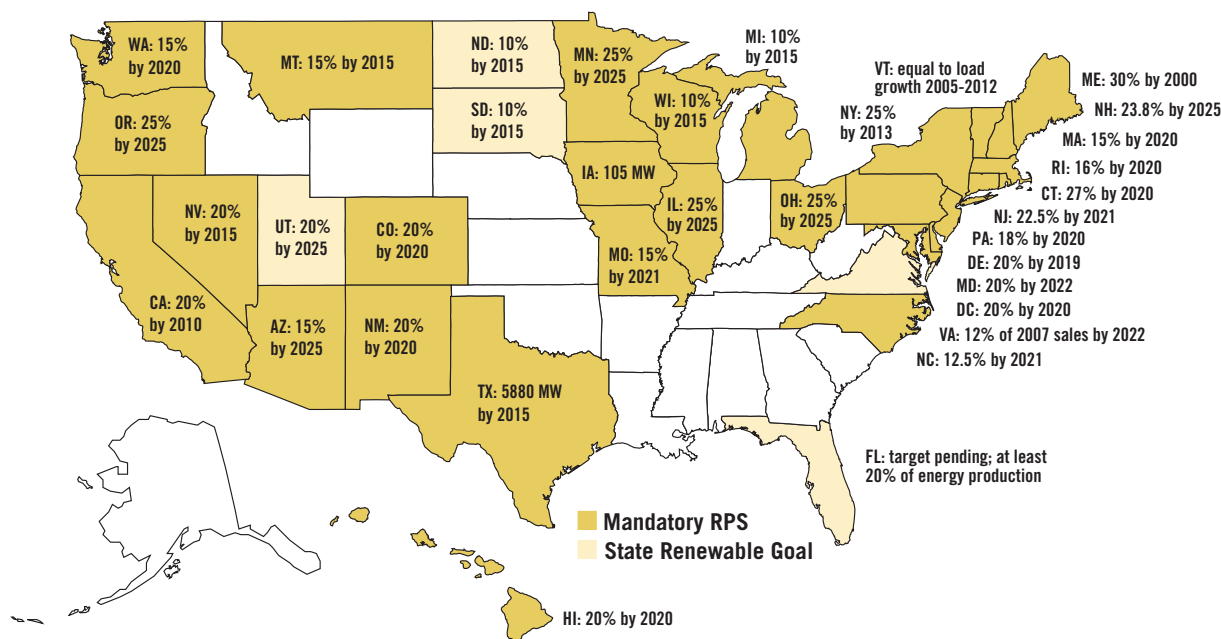 WA: 15%
by 2020
MT: 15% by 2015
ND: 10%
by 2015
MN: 25%
by 2025
MI: 10%
by 2015
VT: equal to load
growth 2005-2012
ME: 30% by 2000
OR: 25%
by 2025
SD: 10%
by 2015
WI: 10%
by 2015
NY: 25%
by 2013
NH: 23.8% by 2025
MA: 15% by 2020
RI: 16% by 2020
CT: 27% by 2020
NJ: 22.5% by 2021
PA: 18% by 2020
DE: 20% by 2019
MD: 20% by 2022
DC: 20% by 2020
VA: 12% of 2007 sales by 2022
NC: 12.5% by 2021
NV: 20%
by 2015
UT: 20%
by 2025
CO: 20%
by 2020
IA: 105 MW
IL: 25%
by 2025
OH: 25%
by 2025
MO: 15%
by 2021
CA: 20%
by 2010
AZ: 15%
by 2025
NM: 20%
by 2020
TX: 5880 MW
by 2015
FL: target pending; at least
20% of energy production
Mandatory RPS
State Renewable Goal
HI: 20% by 2020